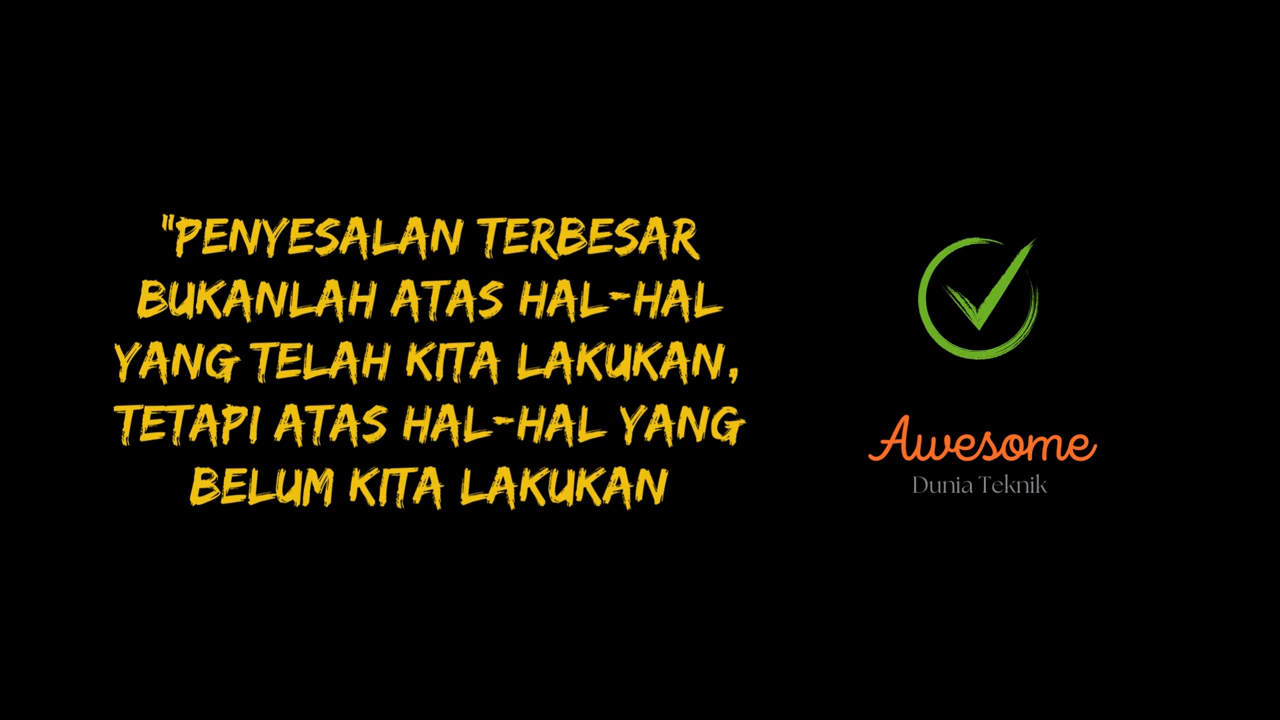 "PENYESALAN TERBESAR
BUKANLAH ATAS HAL-HAL
YANG TELAH KITA LAKUKAN,
TETAPI ATAS HAL-HAL YANG
BELUM KITA LAKUKAN
Awesome
Dunia Teknik